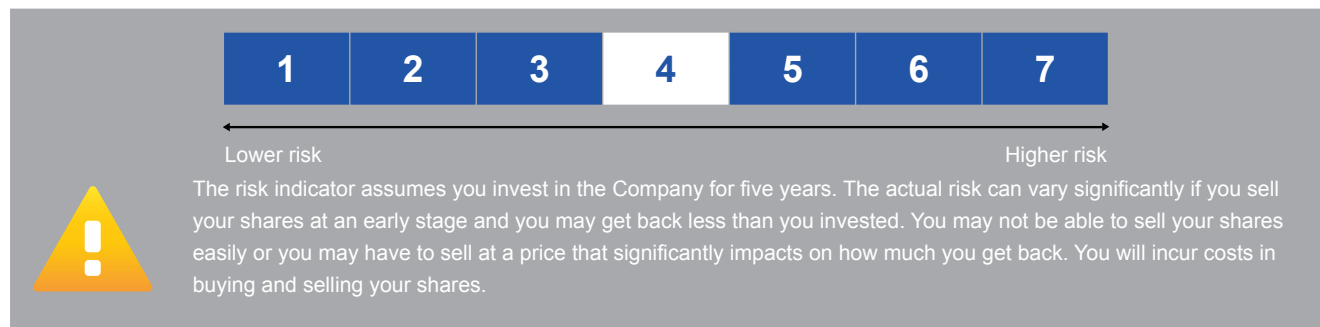 1 2 3 4 5 6 7
Lower risk Higher risk
The risk indicator assumes you invest in the Company for five years. The actual risk can vary significantly if you sell
your shares at an early stage and you may get back less than you invested. You may not be able to sell your shares
easily or you may have to sell at a price that significantly impacts on how much you get back. You will incur costs in
buying and selling your shares.